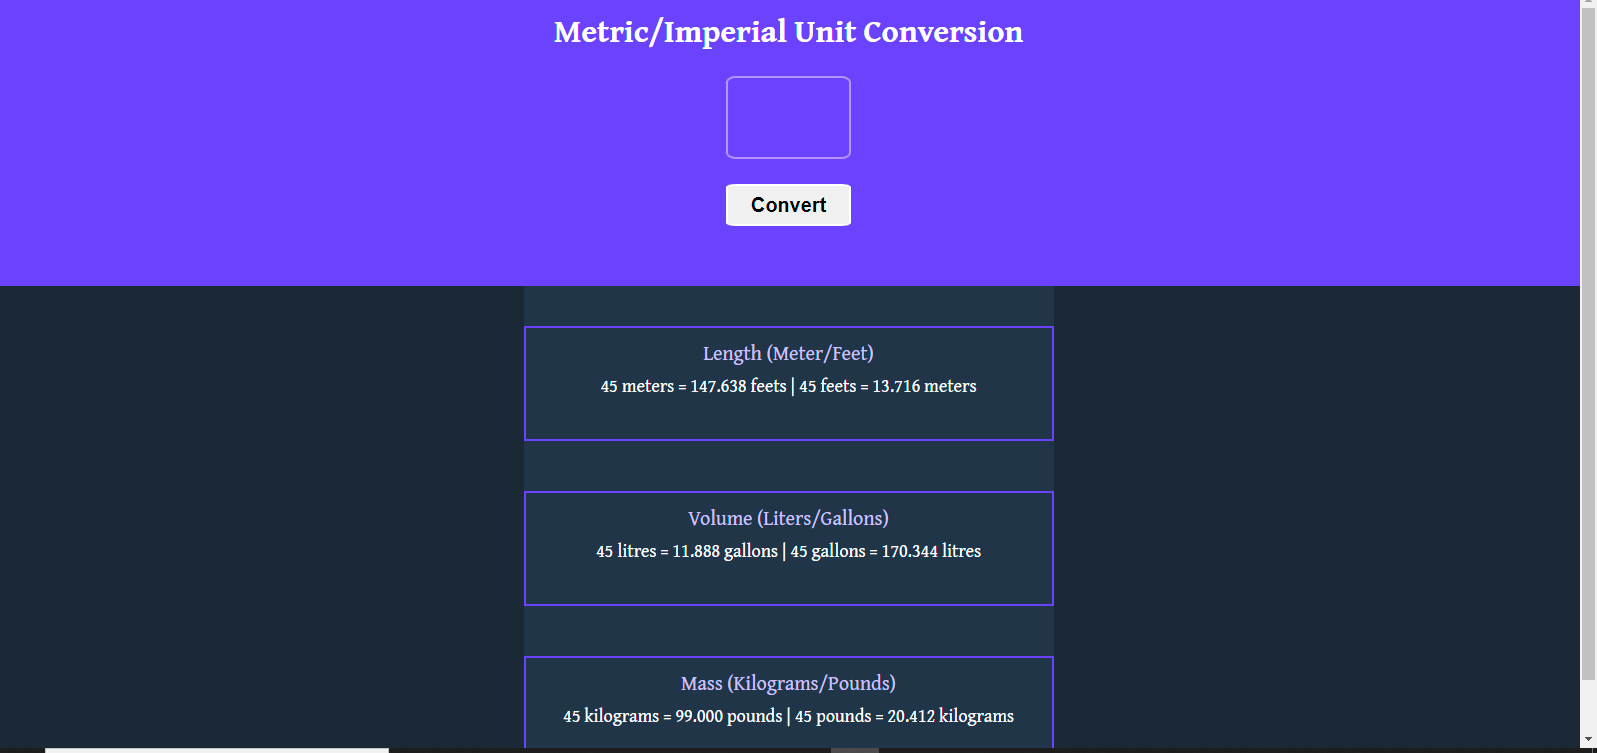 Metric/Imperial Unit Conversion
Convert
Length (Meter/Feet)
45 meters = 147.638 feets | 45 feets = 13.716 meters
Volume (Liters/Gallons)
45 litres = 11.888 gallons | 45 gallons = 170.344 litres
Mass (Kilograms/Pounds)
45 kilograms = 99.000 pounds | 45 pounds = 20.412 kilograms